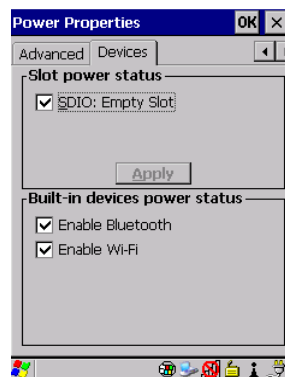 Power Properties OK ×
Advanced Devices
Slot power status
SDIO: Empty Slot
Apply
Built-in devices power status
Enable Bluetooth
Enable Wi-Fi